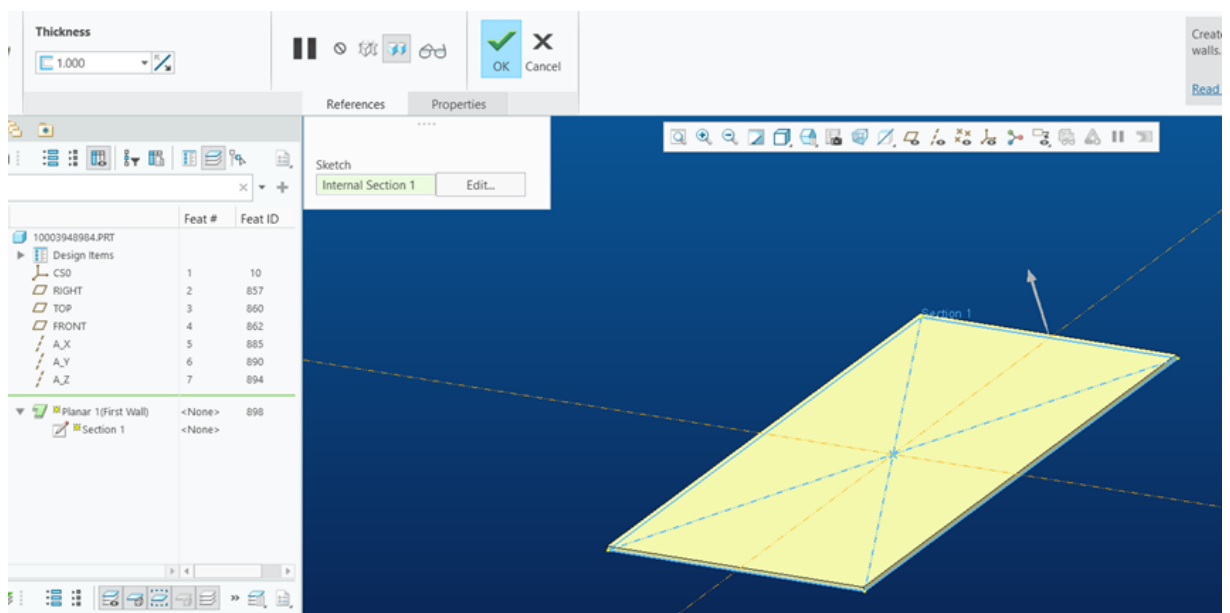 Thickness
1.000
OK
Cancel
References
Properties
Sketch
Internal Section 1
Edit...
Create
walls.
Read
Feat #
Feat ID
10003948984.PRT
Design Items
CS0 1 10
RIGHT 2 857
TOP 3 860
FRONT 4 862
A_X 5 885
A_Y 6 890
A_Z 7 894
Planar 1(First Wall) <None> 898
Section 1 <None>
Section 1